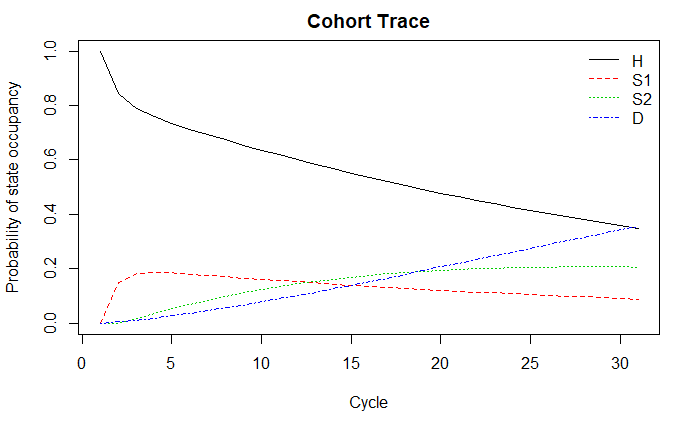 Cohort Trace
Probability of state occupancy
1.0
0.8
0.6
0.4
0.2
0.0
H
S1
S2
D
0 5 10 15 20 25 30
Cycle